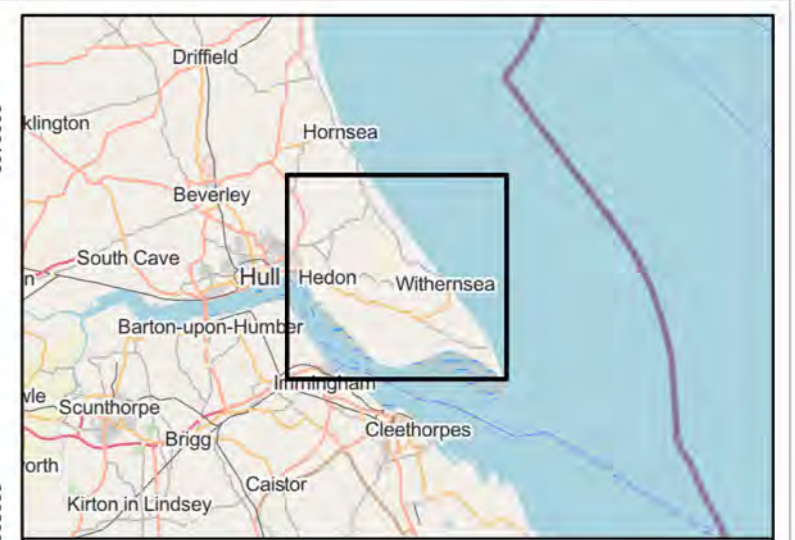 Driffield
klington
Hornsea
Beverley
South Cave
Hull
Hedon
Withernsea
n
Barton-upon-Humber
Immingham
wle
Scunthorpe
Cleethorpes
Brigg
orth
Caistor
Kirton in Lindsey